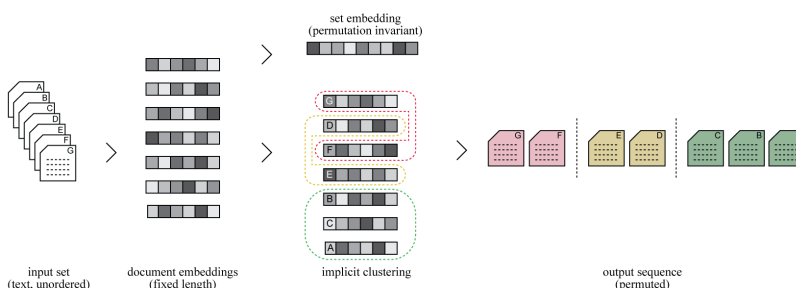 set embedding
(permutation invariant)
A
B
C
D
E
F
G
G
D
F
E
B
C
A
G
F
E
D
C
B
input set
(text, unordered)
document embeddings
(fixed length)
implicit clustering
output sequence
(permuted)